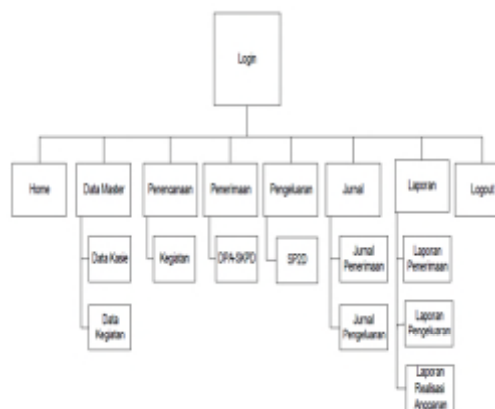 Login
Home
Data Master
Perencanaan
Penerimaan
Pengeluaran
Jurnal
Laporan
Logout
Data Kasie
Kegiatan
DPA-SKPD
SP2D
Jurnal
Penerimaan
Laporan
Penerimaan
Data
Kegiatan
Jurnal
Pengeluaran
Laporan
Pengeluaran
Laporan
Realisasi
Anggaran